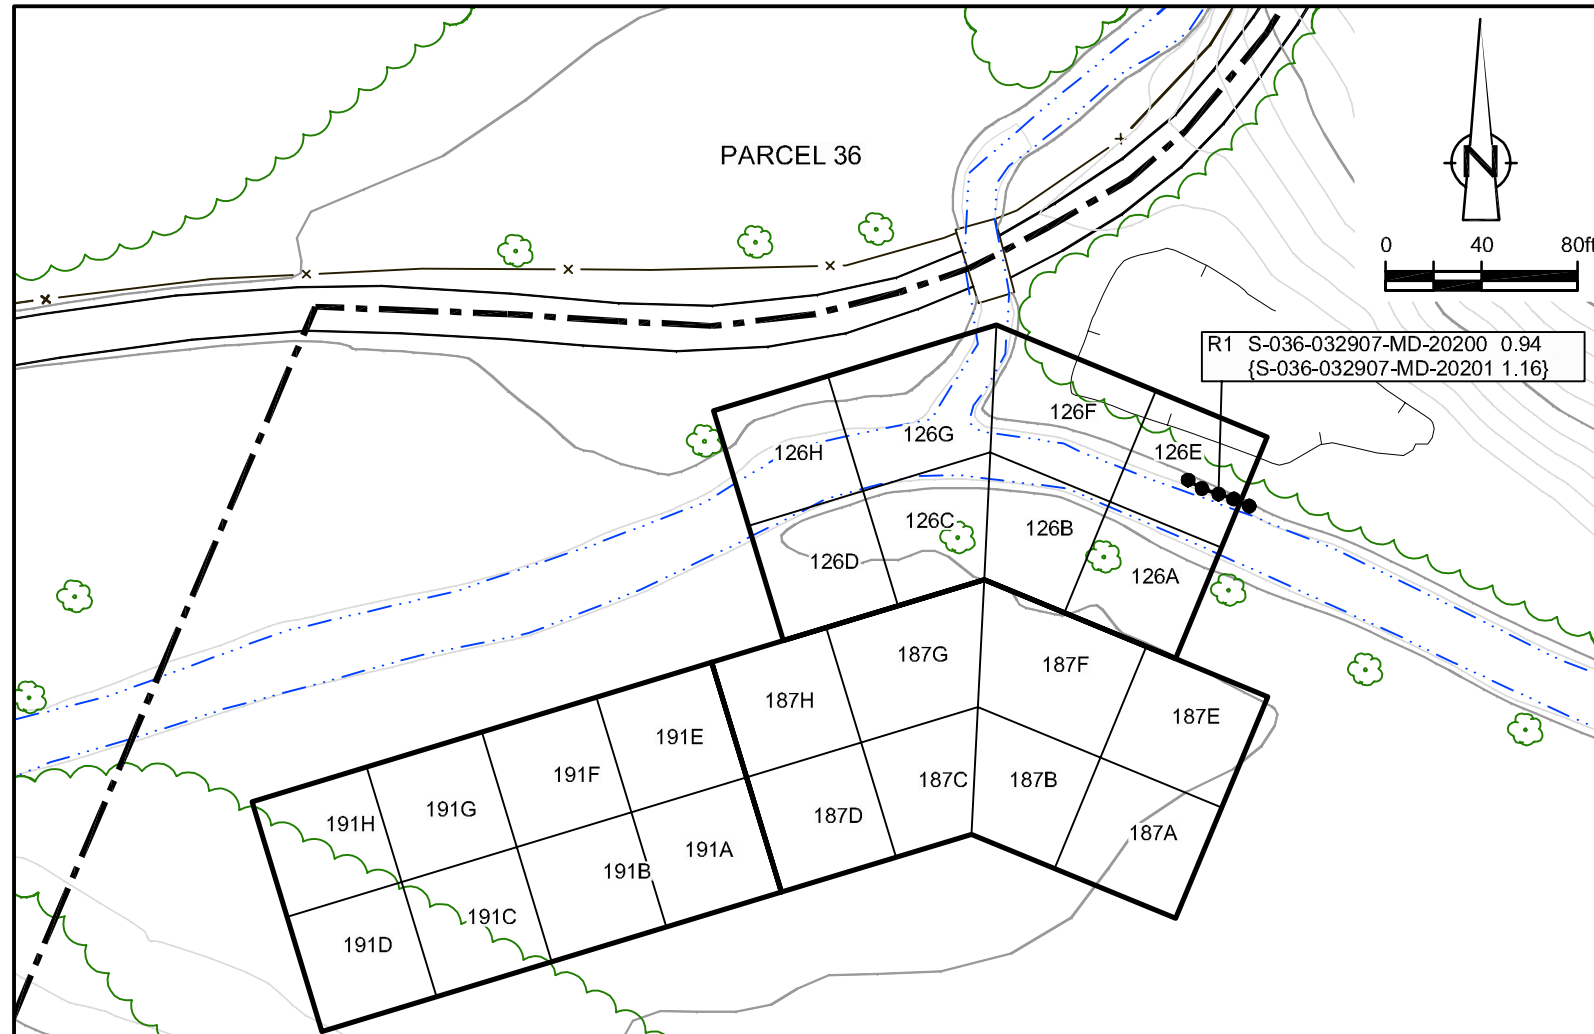 PARCEL 36
N
0 40 80ft
R1 S-036-032907-MD-20200 0.94
{S-036-032907-MD-20201 1.16}
126F
126G
126H
126E
126C
126B
126D
126A
187G
187F
187H
187E
191E
191F
187C
187B
191G
187D
191H
187A
191A
191B
191C
191D